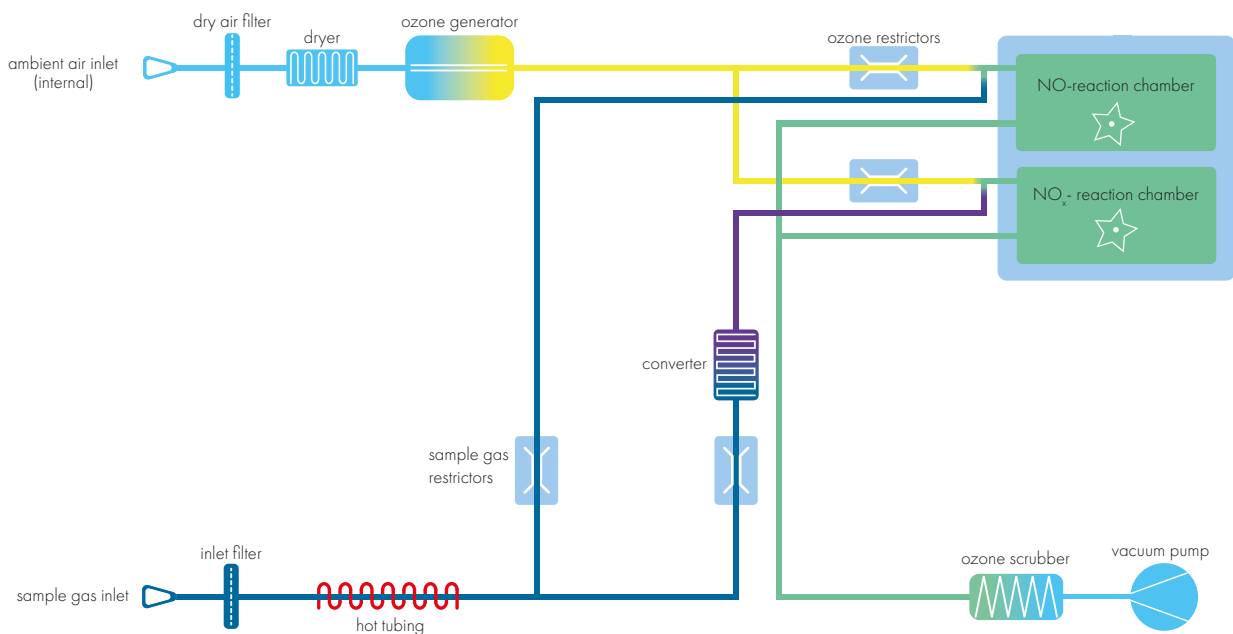 dry air filter
dryer
ozone generator
ozone restrictors
ambient air inlet
(internal)
NO-reaction chamber
NOₓ- reaction chamber
converter
sample gas
restrictors
inlet filter
sample gas inlet
hot tubing
ozone scrubber
vacuum pump